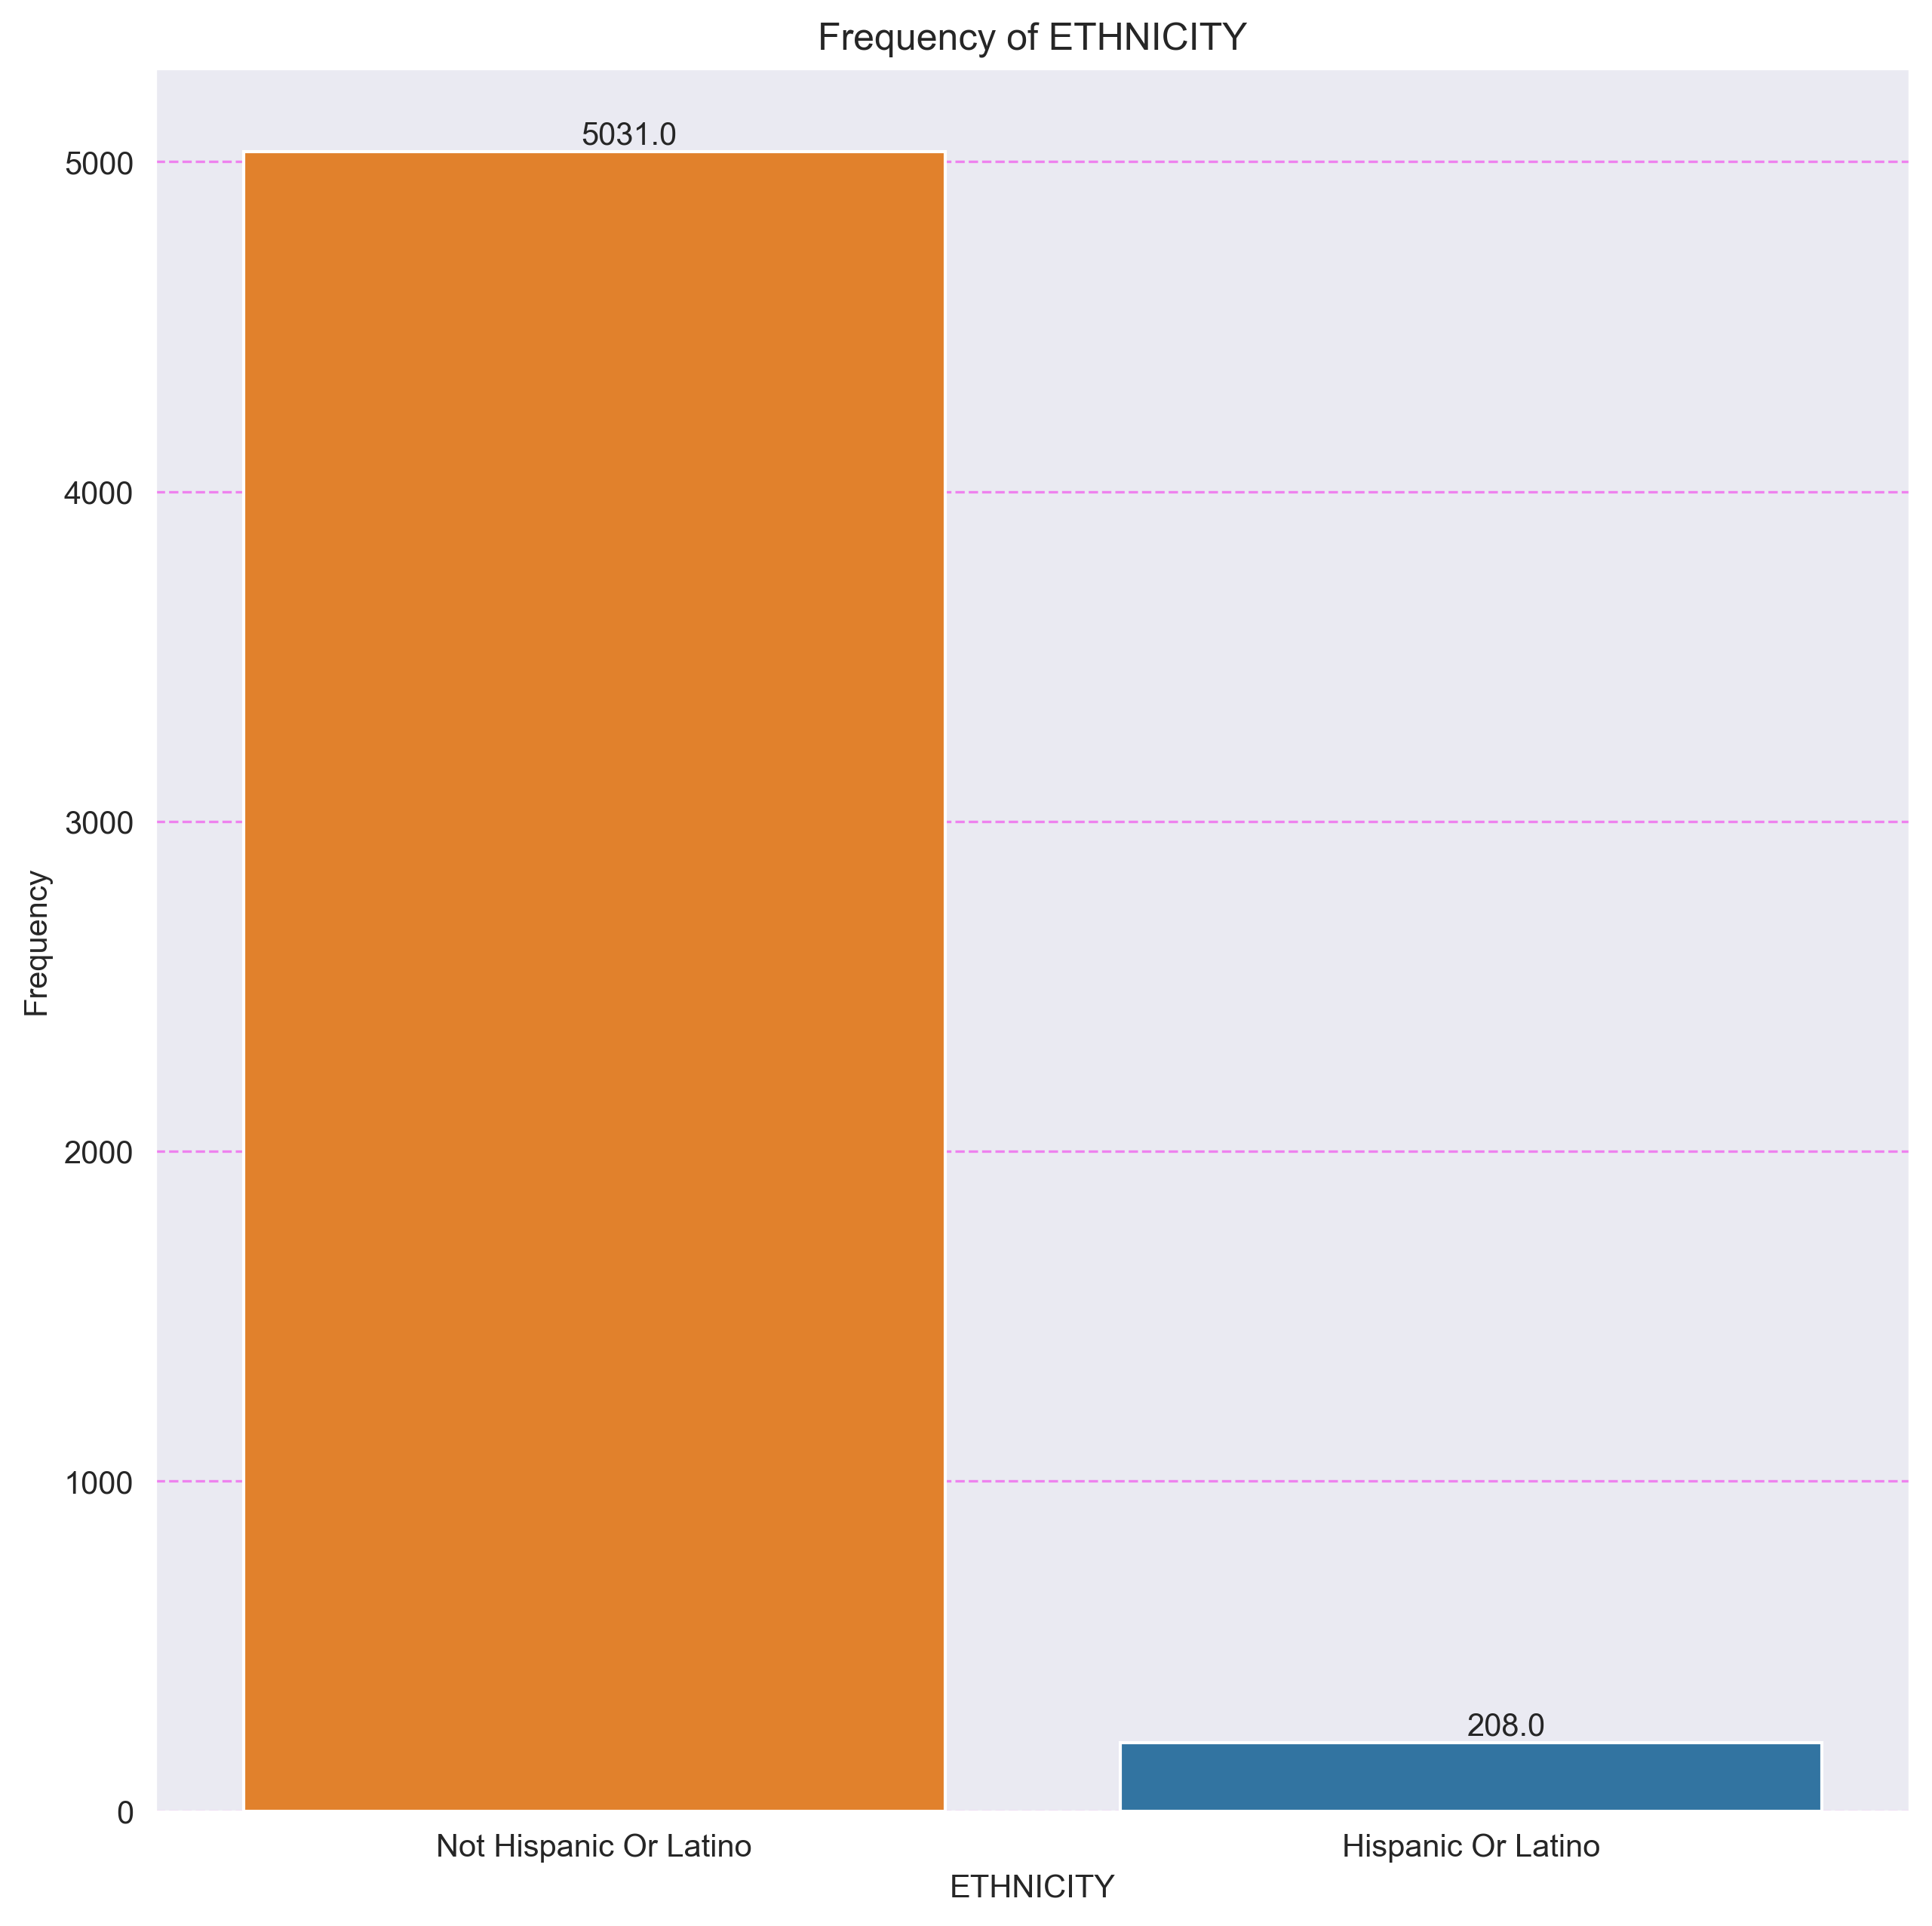 Frequency of ETHNICITY
5031.0
5000
4000
3000
2000
1000
0
Frequency
208.0
Not Hispanic Or Latino
Hispanic Or Latino
ETHNICITY